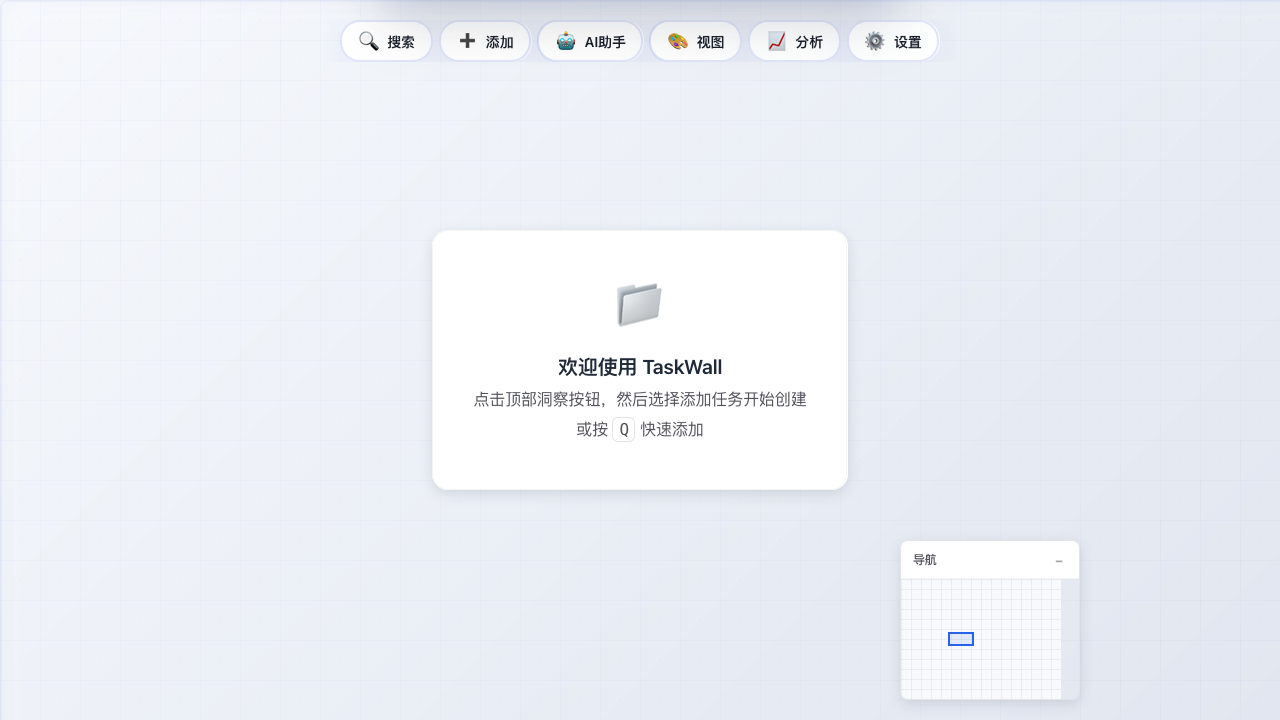 搜索
添加
AI助手
视图
分析
设置
欢迎使用 TaskWall
点击顶部洞察按钮，然后选择添加任务开始创建
或按 Q 快速添加
导航